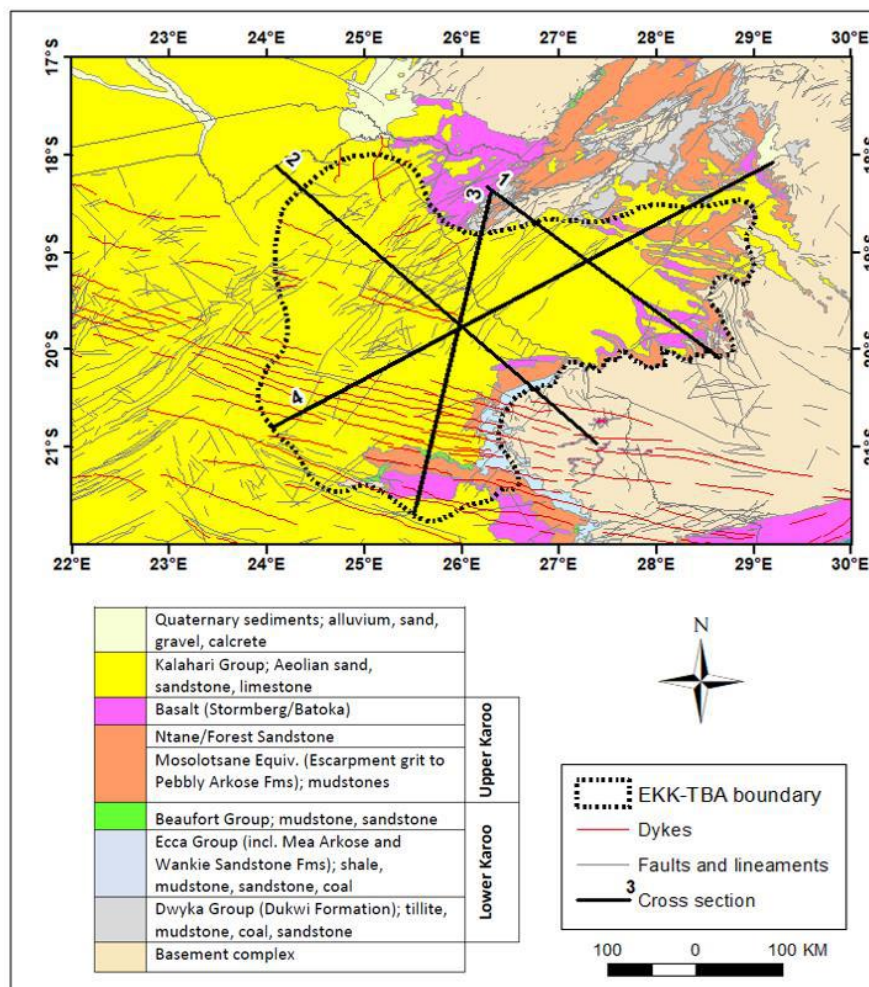 23°E 24°E 25°E 26°E 27°E 28°E 29°E 30°E
17°S
17°S
18°S
18°S
19°S
19°S
20°S
20°S
21°S
21°S
2
3
1
4
22°E 23°E 24°E 25°E 26°E 27°E 28°E 29°E 30°E
Quaternary sediments; alluvium, sand,
gravel, calcrete
Kalahari Group; Aeolian sand,
sandstone, limestone
Basalt (Stormberg/Batoka)
Ntane/Forest Sandstone
Mosolotsane Equiv. (Escarpment grit to
Pebbly Arkose Fms); mudstones
Upper Karoo
Beaufort Group; mudstone, sandstone
Ecca Group (incl. Mea Arkose and
Wankie Sandstone Fms); shale,
mudstone, sandstone, coal
Dwyka Group (Dukwi Formation); tillite,
mudstone, coal, sandstone
Lower Karoo
Basement complex
N
EKK-TBA boundary
Dykes
Faults and lineaments
3 Cross section
100 0 100 KM